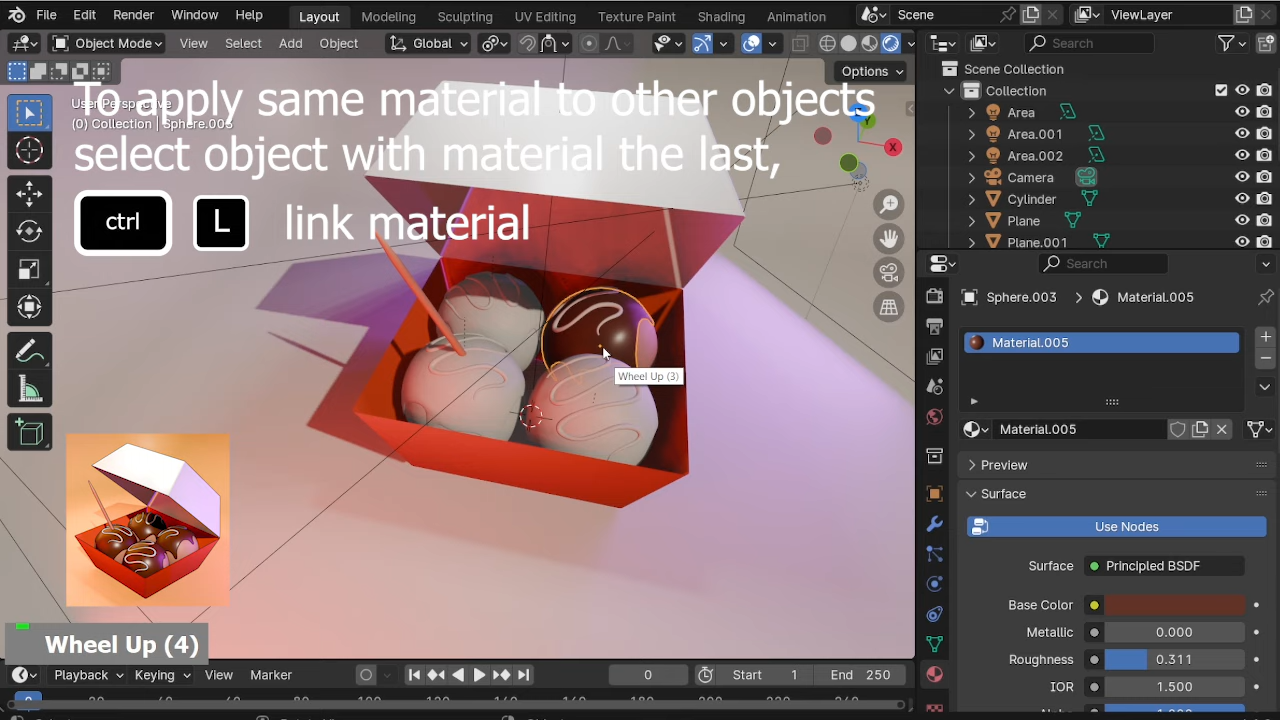 File Edit Render Window Help Layout Modeling Sculpting UV Editing Texture Paint Shading Animation Scene ViewLayer
Object Mode View Select Add Object Global Search
Options
Scene Collection
Collection
Area
Area.001
Area.002
Camera
Cylinder
Plane
Plane.001
User Perspective
(0) Collection | Sphere.005
To apply same material to other objects
select object with material the last,
ctrl L link material
X
Wheel Up (3)
Search
Sphere.003 > Material.005
Material.005
Material.005
Preview
Surface
Use Nodes
Surface Principled BSDF
Base Color
Metallic 0.000
Roughness 0.311
IOR 1.500
Wheel Up (4)
Playback Keying View Marker 0 Start 1 End 250